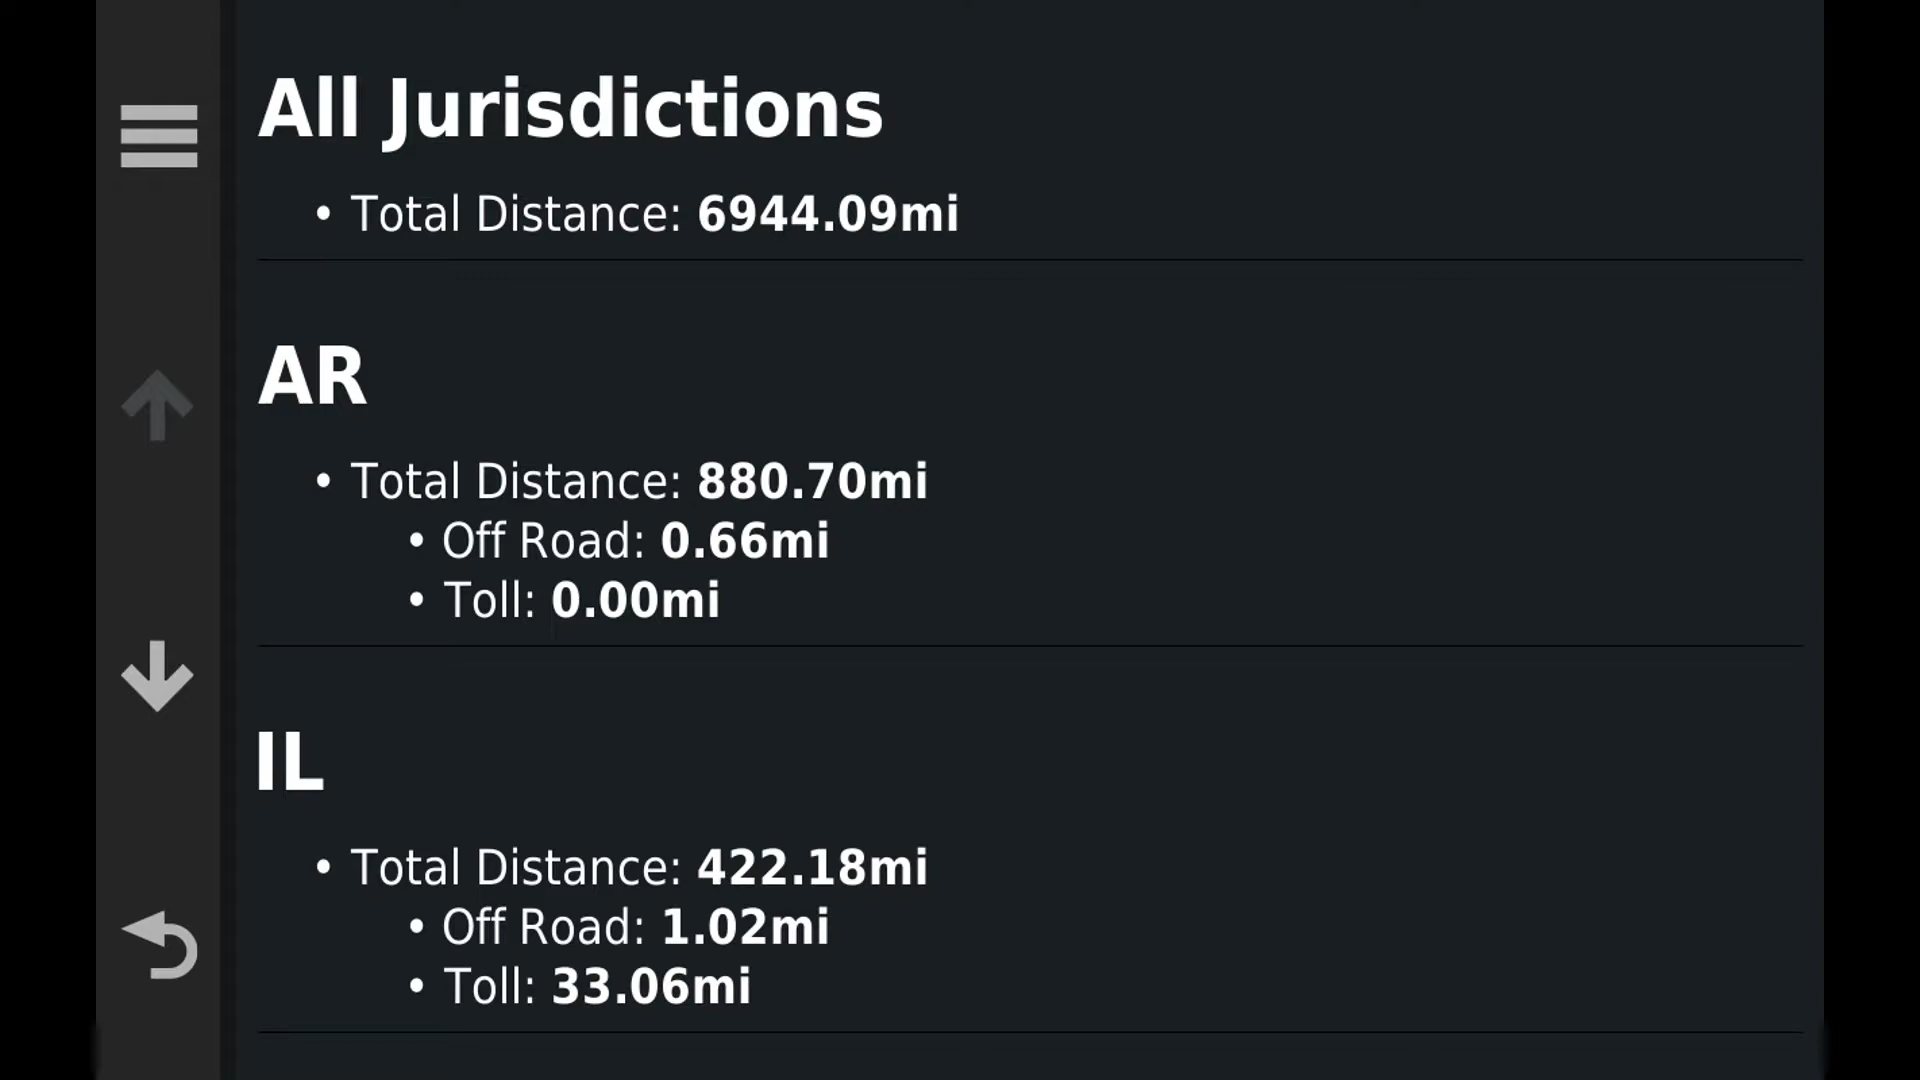 All Jurisdictions
• Total Distance: 6944.09mi
AR
• Total Distance: 880.70mi
• Off Road: 0.66mi
• Toll: 0.00mi
IL
• Total Distance: 422.18mi
• Off Road: 1.02mi
• Toll: 33.06mi